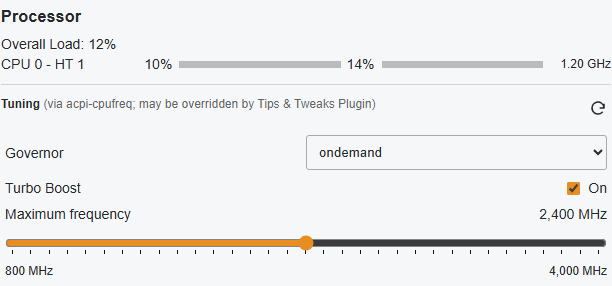 Processor
Overall Load: 12%
CPU 0 - HT 1 10% 14% 1.20 GHz
Tuning (via acpi-cpufreq; may be overridden by Tips & Tweaks Plugin)
Governor ondemand
Turbo Boost On
Maximum frequency 2,400 MHz
800 MHz 4,000 MHz